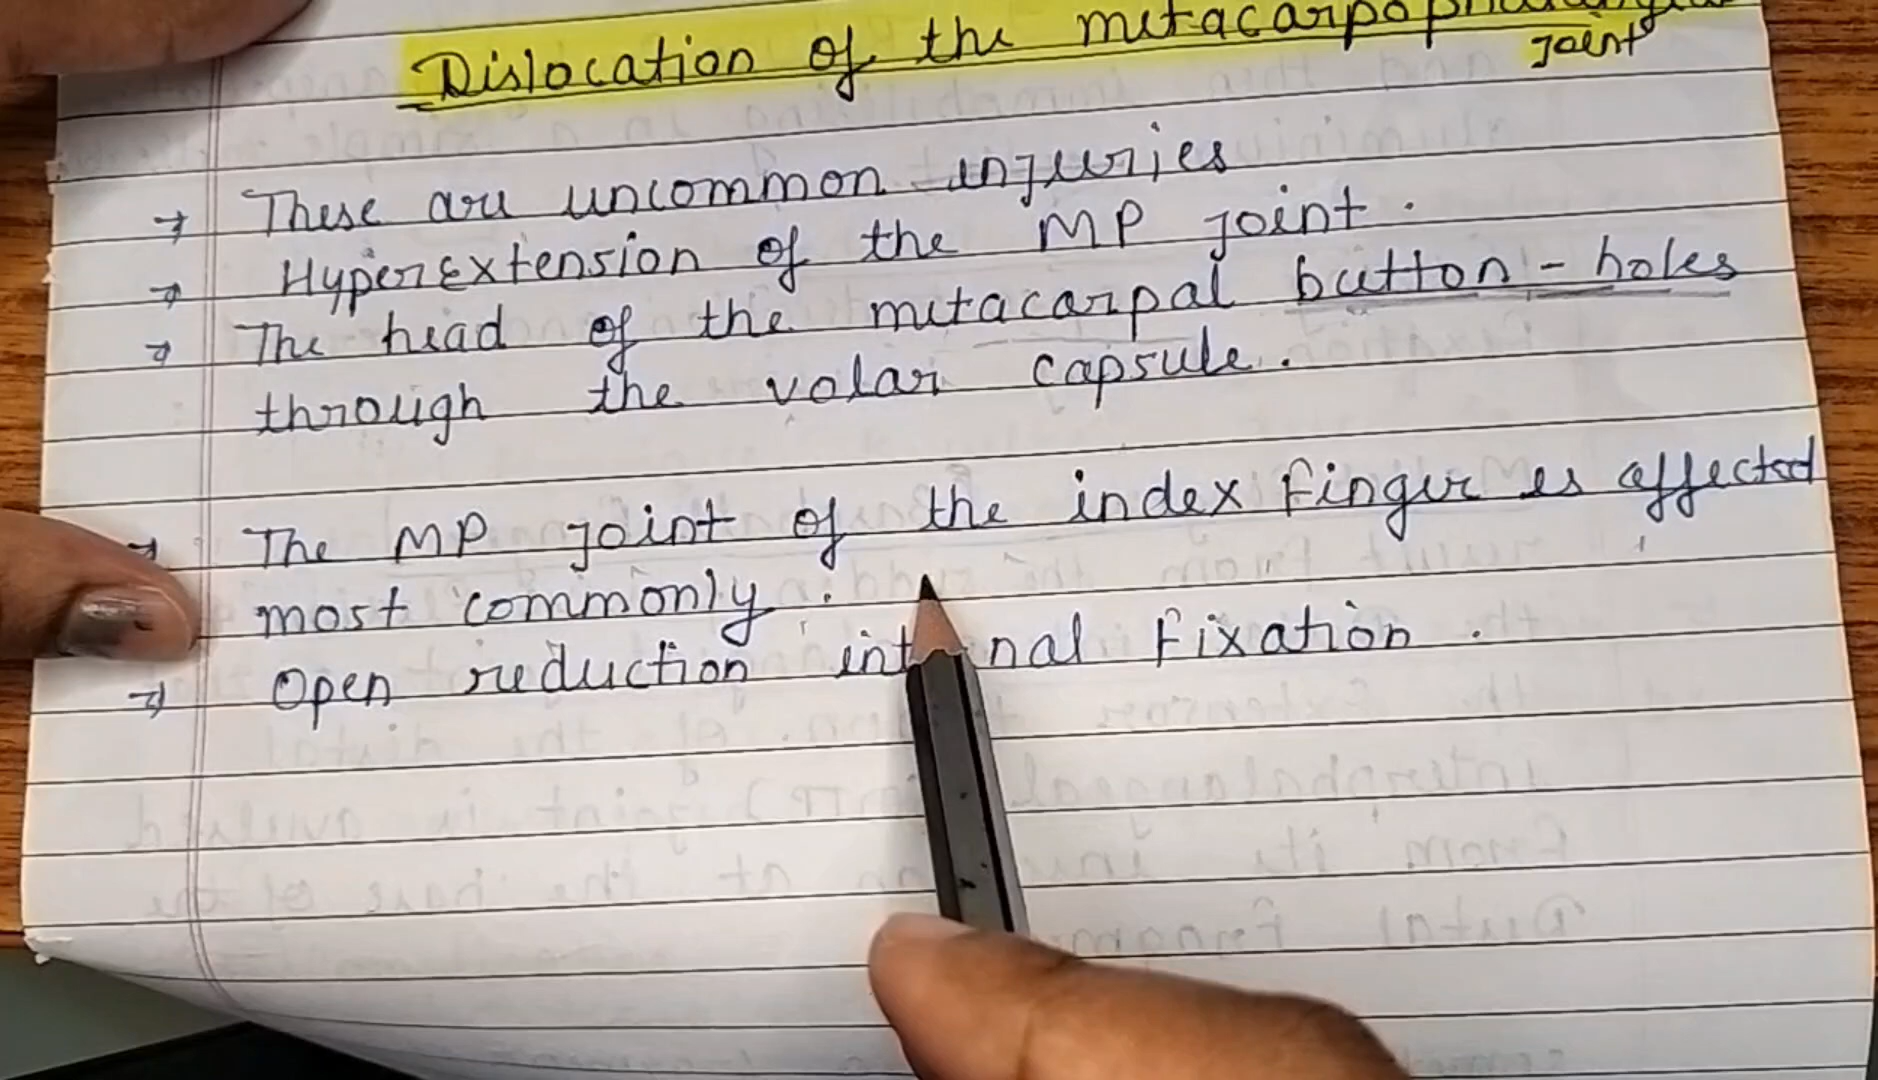 Dislocation of the metacarpophalangeal
joint
→ These are uncommon injuries
→ Hyperextension of the MP joint.
→ The head of the metacarpal button-holes
through the volar capsule.
→ The MP joint of the index finger is affected
most commonly.
→ Open reduction internal fixation.